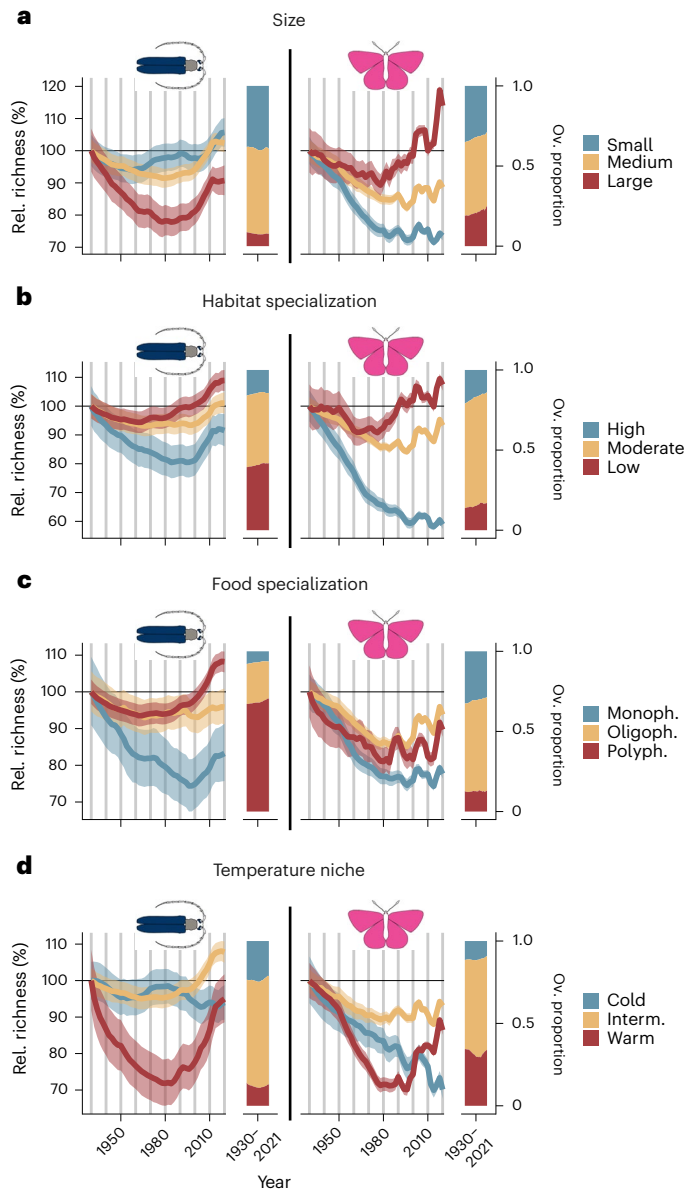 a
Size
Rel. richness (%)
120
110
100
90
80
70
1.0
0.5
0
Ov. proportion
Small
Medium
Large
b
Habitat specialization
Rel. richness (%)
110
100
90
80
70
60
1.0
0.5
0
Ov. proportion
High
Moderate
Low
c
Food specialization
Rel. richness (%)
110
100
90
80
70
1.0
0.5
0
Ov. proportion
Monoph.
Oligoph.
Polyph.
d
Temperature niche
Rel. richness (%)
110
100
90
80
70
1.0
0.5
0
Ov. proportion
Cold
Interm.
Warm
1950
1980
2010
1930–
2021
1950
1980
2010
1930–
2021
Year